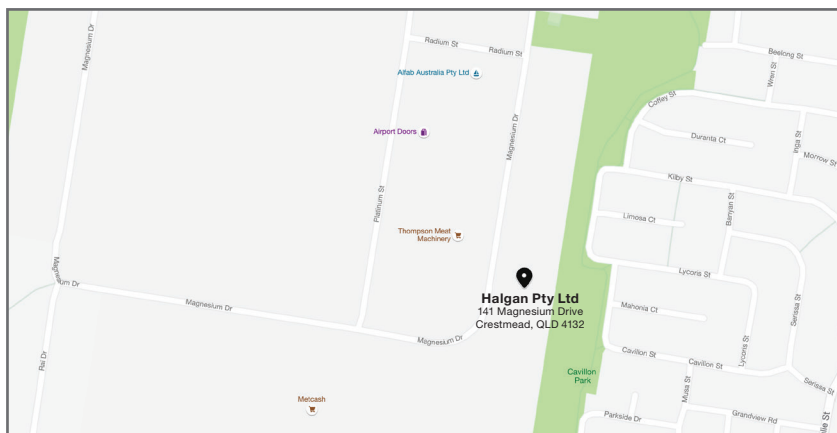 Radium St
Radium St
Beelong St
Wren St
Magnesium Dr
Alfab Australia Pty Ltd
Coffey St
Airport Doors
Magnesium Dr
Duranta Ct
Inga St
Morrow St
Kilby St
Platinum St
Limosa Ct
Banyan St
Thompson Meat
Machinery
Magnesium Dr
Magnesium Dr
Lycoris St
Halgan Pty Ltd
141 Magnesium Drive
Crestmead, QLD 4132
Mahonia Ct
Serissa St
Magnesium Dr
Rai Dr
Cavillon St
Cavillon St
Lycoris St
Cavillon
Park
Musa St
Serissa St
Metcash
Parkside Dr
Grandview Rd